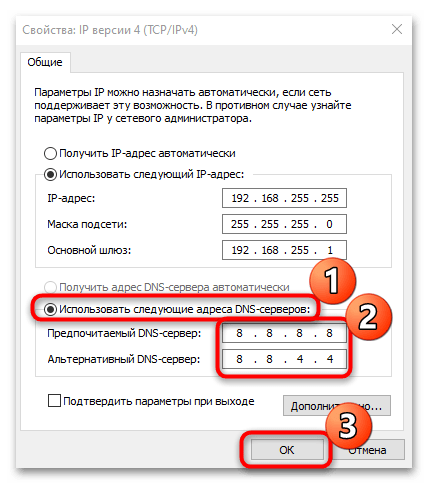 Свойства: IP версии 4 (TCP/IPv4)
Общие
Параметры IP можно назначать автоматически, если сеть
поддерживает эту возможность. В противном случае узнайте
параметры IP у сетевого администратора.
Получить IP-адрес автоматически
Использовать следующий IP-адрес:
IP-адрес: 192 . 168 . 255 . 255
Маска подсети: 255 . 255 . 255 . 0
Основной шлюз: 192 . 168 . 255 . 1
Получить адрес DNS-сервера автоматически
1
Использовать следующие адреса DNS-серверов:
2
Предпочитаемый DNS-сервер: 8 . 8 . 8 . 8
Альтернативный DNS-сервер: 8 . 8 . 4 . 4
Подтвердить параметры при выходе
3
ОК
Отмена